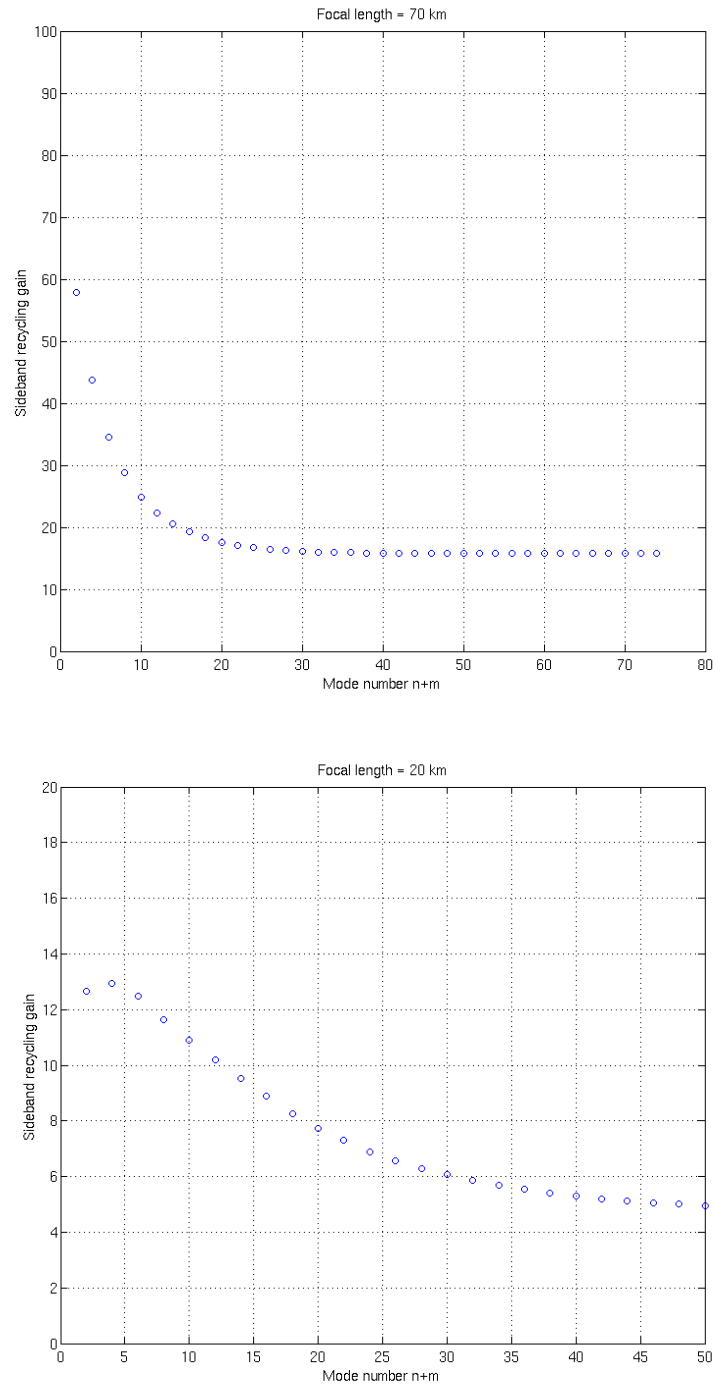 Focal length = 70 km
100
90
80
70
60
50
40
30
20
10
0
Sideband recycling gain
0 10 20 30 40 50 60 70 80
Mode number n+m
Focal length = 20 km
20
18
16
14
12
10
8
6
4
2
0
Sideband recycling gain
0 5 10 15 20 25 30 35 40 45 50
Mode number n+m